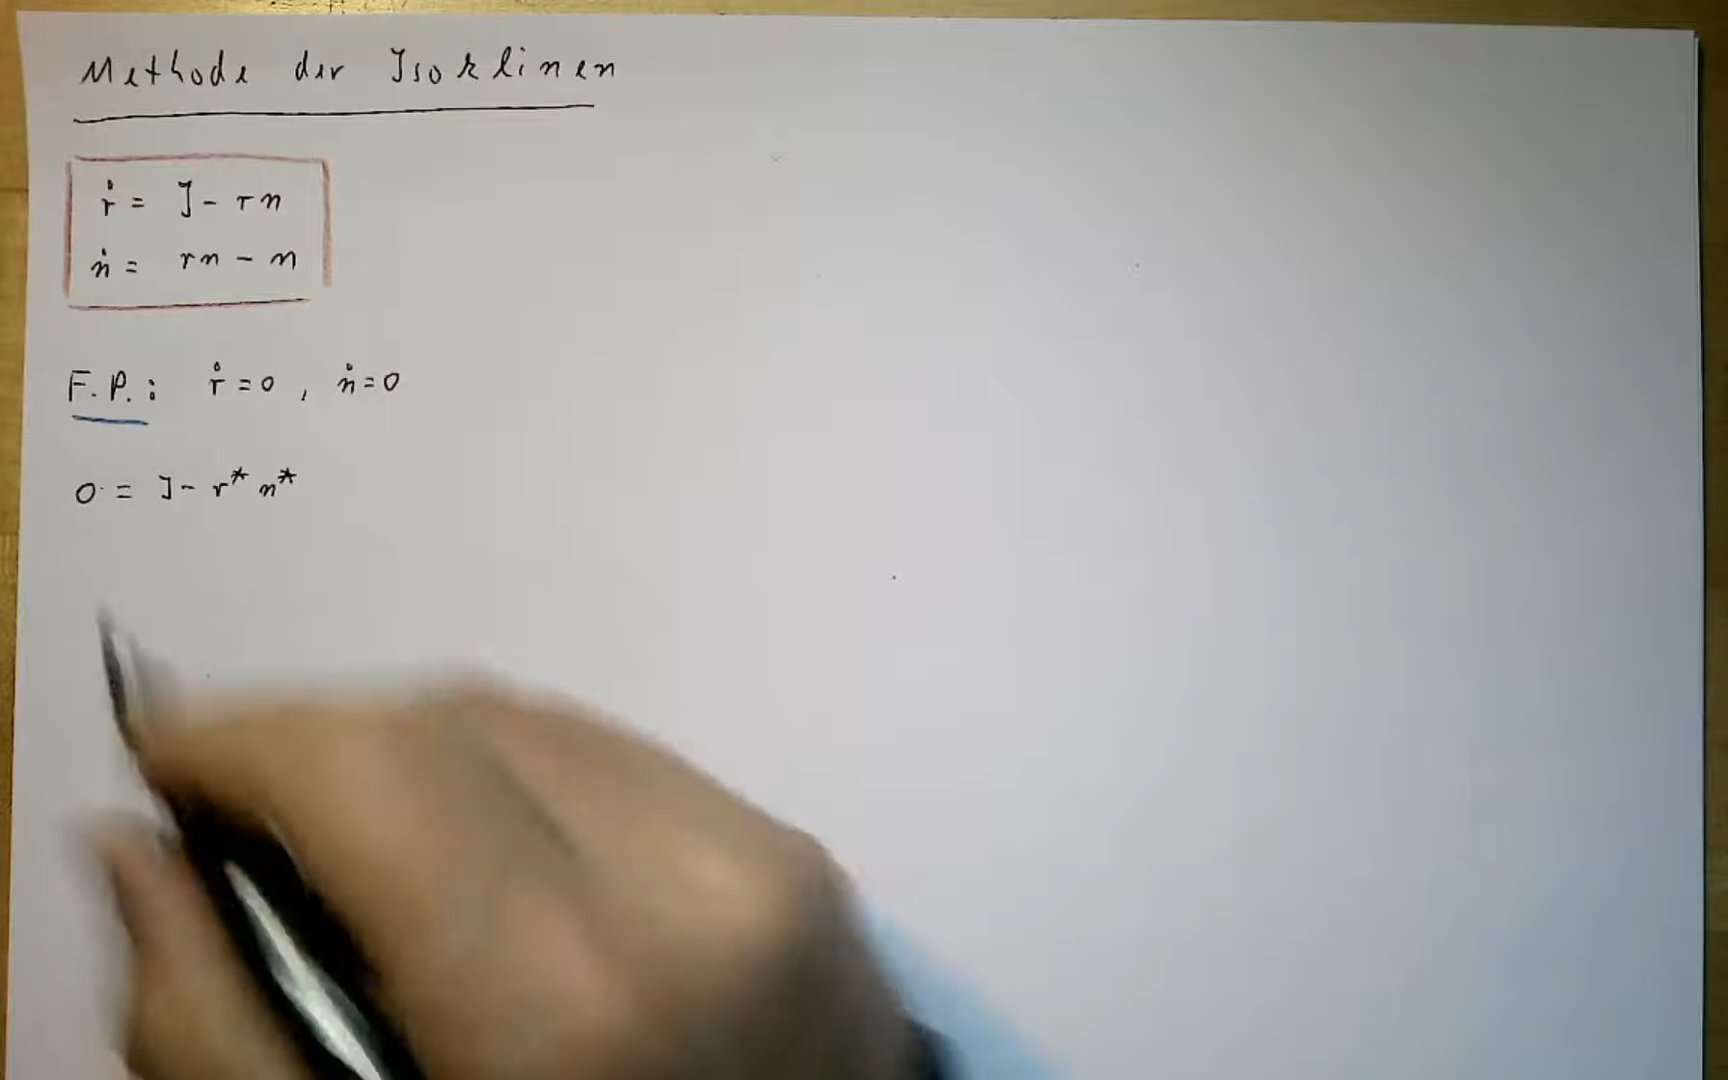 Methode der Isoklinen
ṙ = J - rn
ṅ = rn - n
F.P.: ṙ = 0 , ṅ = 0
0 = J - r* n*